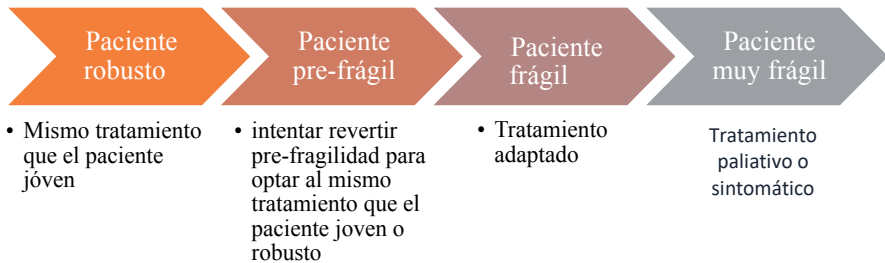 Paciente
robusto
• Mismo tratamiento
que el paciente
jóven
Paciente
pre-frágil
• intentar revertir
pre-fragilidad para
optar al mismo
tratamiento que el
paciente joven o
robusto
Paciente
frágil
• Tratamiento
adaptado
Paciente
muy frágil
Tratamiento
paliativo o
sintomático